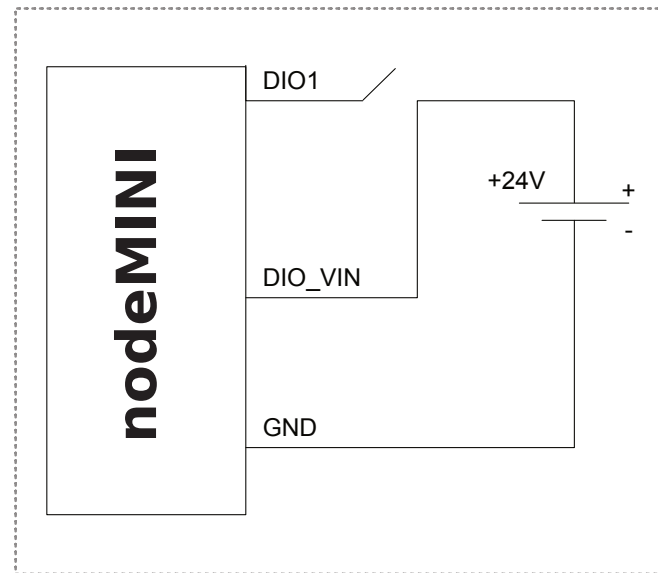 DIO1
+24V
+
-
nodeMINI
DIO_VIN
GND